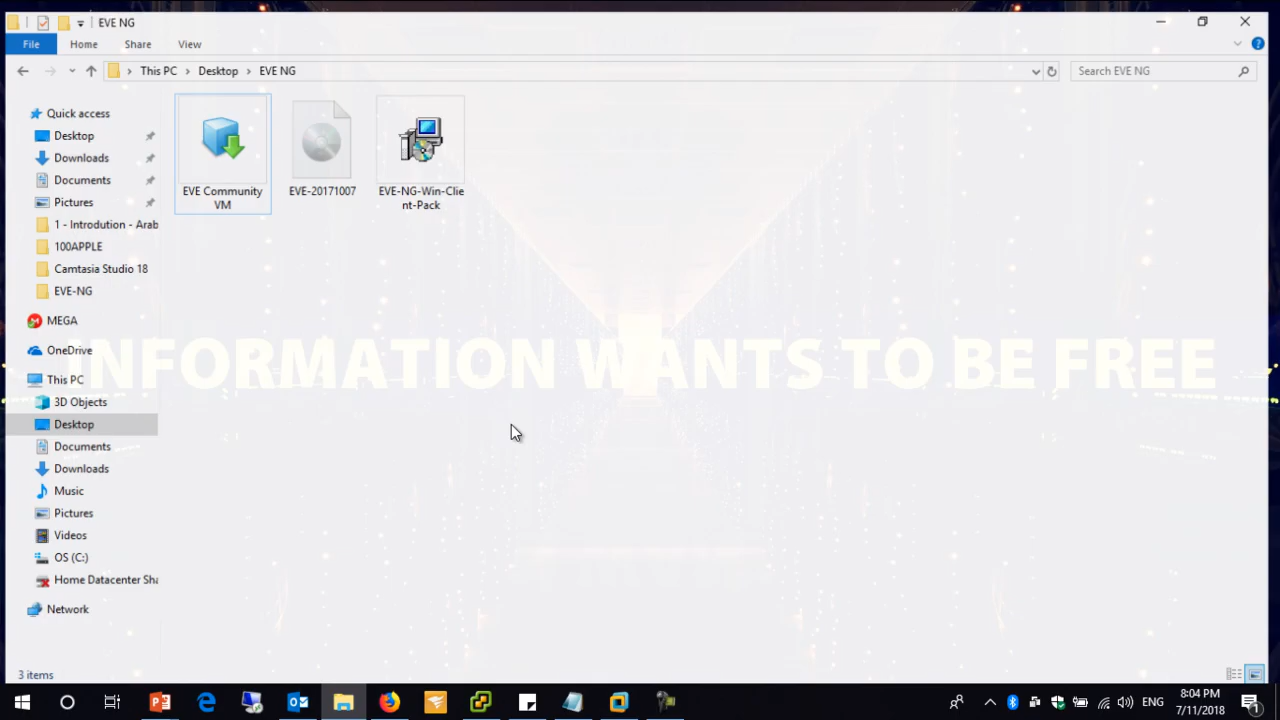 EVE NG
File Home Share View
This PC Desktop EVE NG
Search EVE NG
Quick access
Desktop
Downloads
Documents
Pictures
1 - Introdution - Arab
100APPLE
Camtasia Studio 18
EVE-NG
MEGA
OneDrive
This PC
3D Objects
Desktop
Documents
Downloads
Music
Pictures
Videos
OS (C:)
Home Datacenter Sha
Network
EVE Community
VM
EVE-20171007
EVE-NG-Win-Clie
nt-Pack
INFORMATION WANTS TO BE FREE
3 items
ENG
8:04 PM
7/11/2018
1